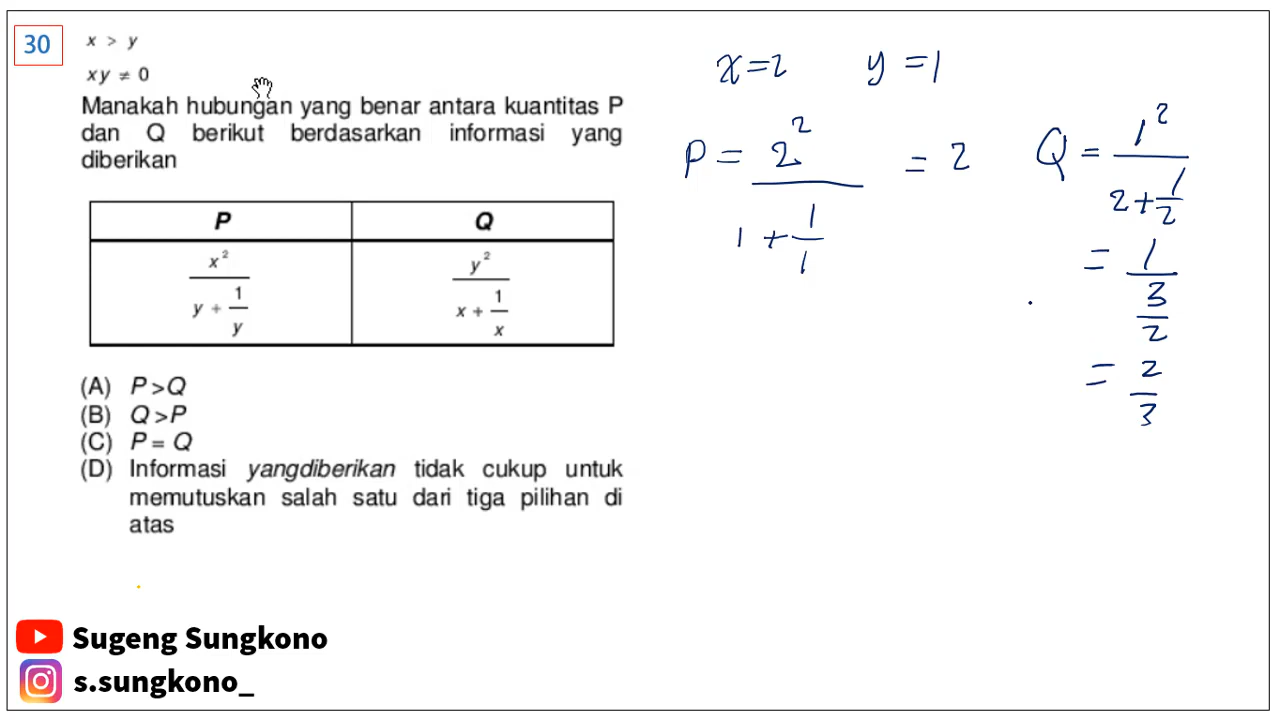 30
x > y
xy ≠ 0
Manakah hubungan yang benar antara kuantitas P
dan Q berikut berdasarkan informasi yang
diberikan
P Q
x² / (y + 1/y) y² / (x + 1/x)
(A) P>Q
(B) Q>P
(C) P = Q
(D) Informasi yangdiberikan tidak cukup untuk
memutuskan salah satu dari tiga pilihan di
atas
x=2 y=1
P = 2² / (1 + 1/1) = 2
Q = 1² / (2 + 1/2)
= 1 / (3/2)
= 2/3
Sugeng Sungkono
s.sungkono_